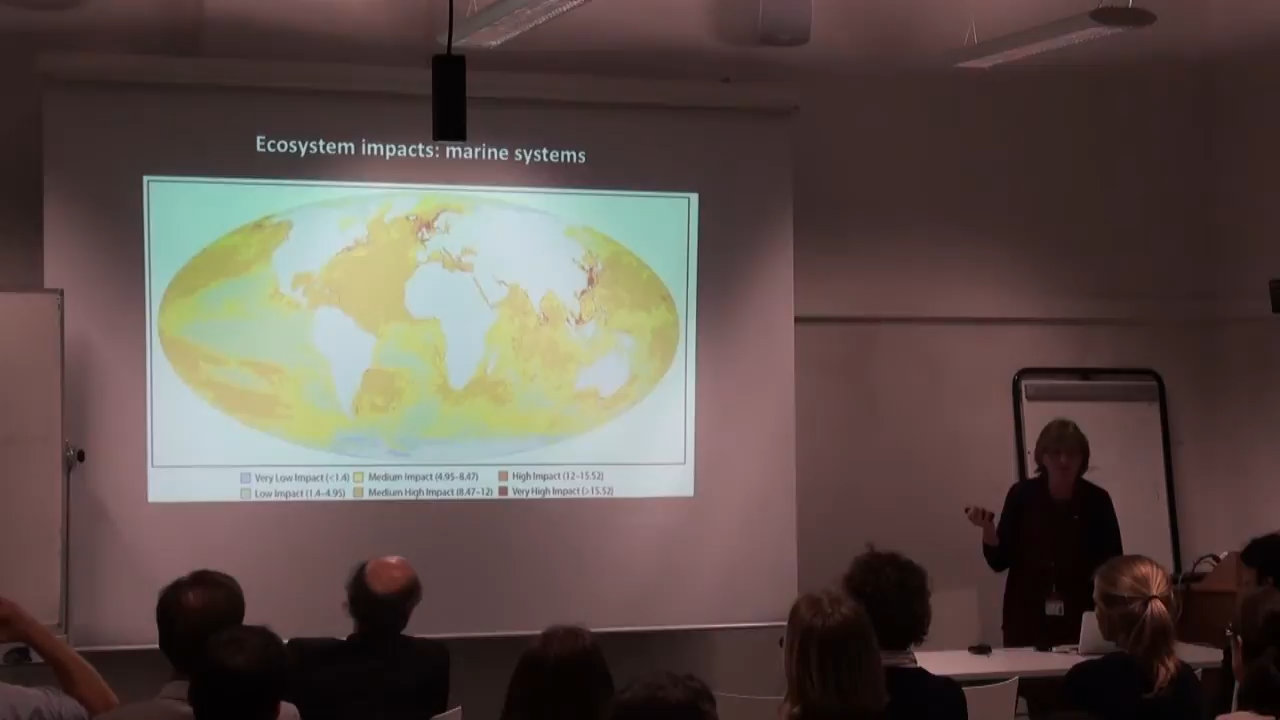 Ecosystem impacts: marine systems
Very Low Impact (<1.4) Medium Impact (4.95-8.47) High Impact (12-15.52)
Low Impact (1.4-4.95) Medium High Impact (8.47-12) Very High Impact (>15.52)